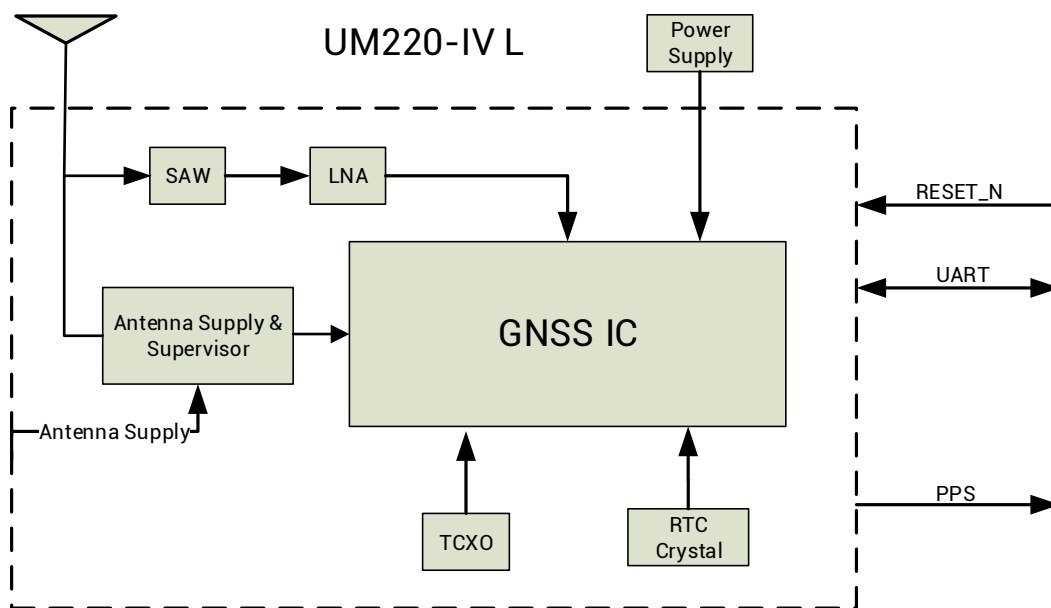 UM220-IV L
Power
Supply
SAW
LNA
RESET_N
UART
Antenna Supply &
Supervisor
GNSS IC
Antenna Supply
PPS
TCXO
RTC
Crystal